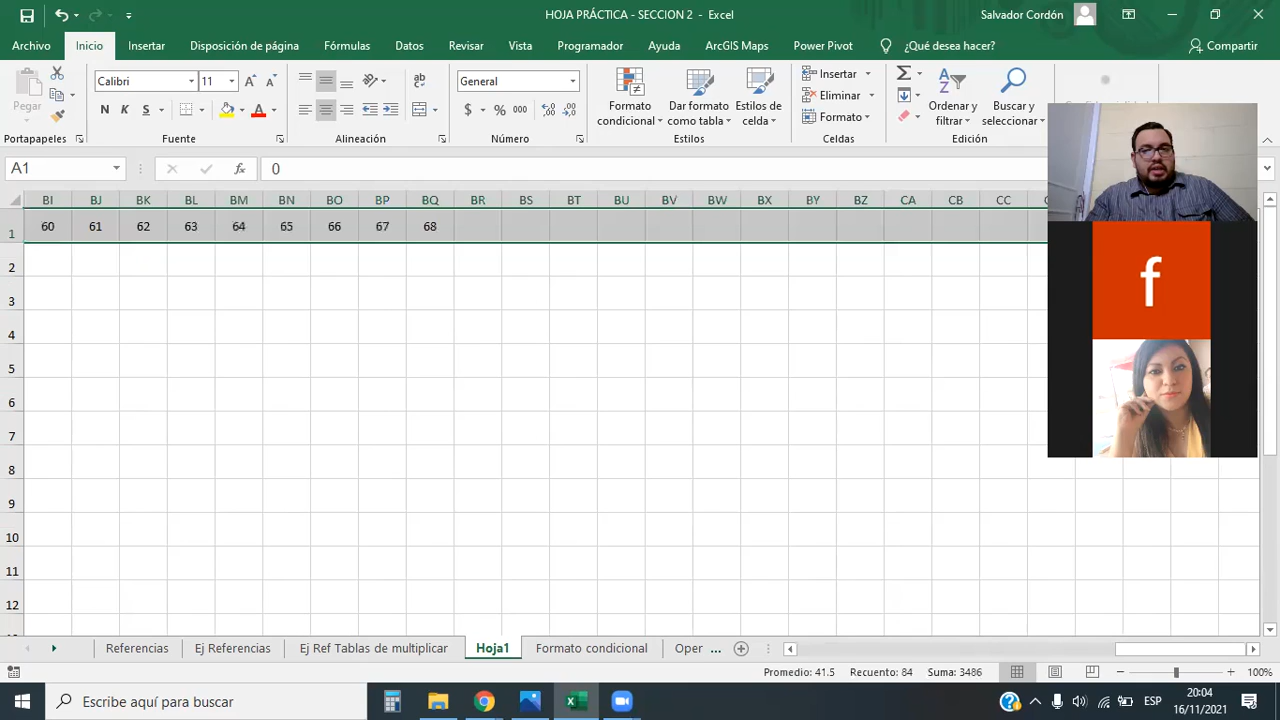 HOJA PRÁCTICA - SECCION 2 - Excel
Salvador Cordón
Archivo Inicio Insertar Disposición de página Fórmulas Datos Revisar Vista Programador Ayuda ArcGIS Maps Power Pivot ¿Qué desea hacer? Compartir
Pegar
Portapapeles
Calibri 11
N K S
Fuente
ab
Alineación
General
$ % 000
Número
Formato condicional
Dar formato como tabla
Estilos de celda
Estilos
Insertar
Eliminar
Formato
Celdas
Ordenar y filtrar
Buscar y seleccionar
Edición
A1 fx 0
BI BJ BK BL BM BN BO BP BQ BR BS BT BU BV BW BX BY BZ CA CB CC
1 60 61 62 63 64 65 66 67 68
2
3
4
5
6
7
8
9
10
11
12
f
Referencias Ej Referencias Ej Ref Tablas de multiplicar Hoja1 Formato condicional Oper ...
Promedio: 41.5 Recuento: 84 Suma: 3486 100%
Escribe aquí para buscar
ESP
20:04
16/11/2021